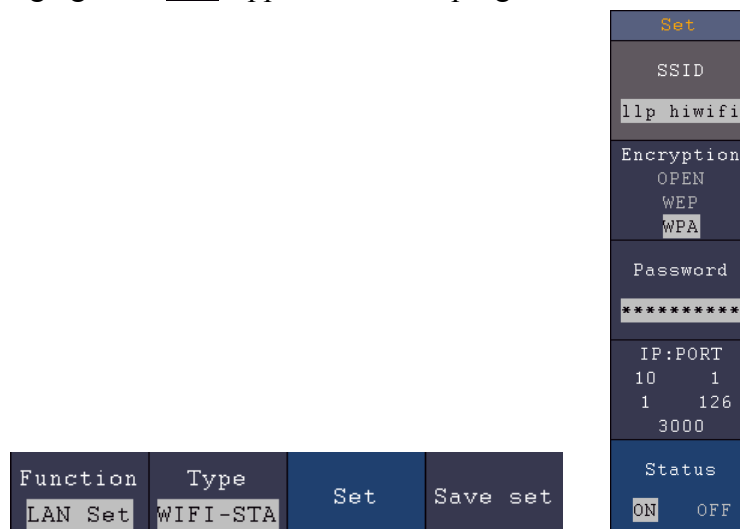 Set
SSID
llp hiwifi
Encryption
OPEN
WEP
WPA
Password
**********
IP:PORT
10 1
1 126
3000
Status
ON OFF
Function Type Set Save set
LAN Set WIFI-STA